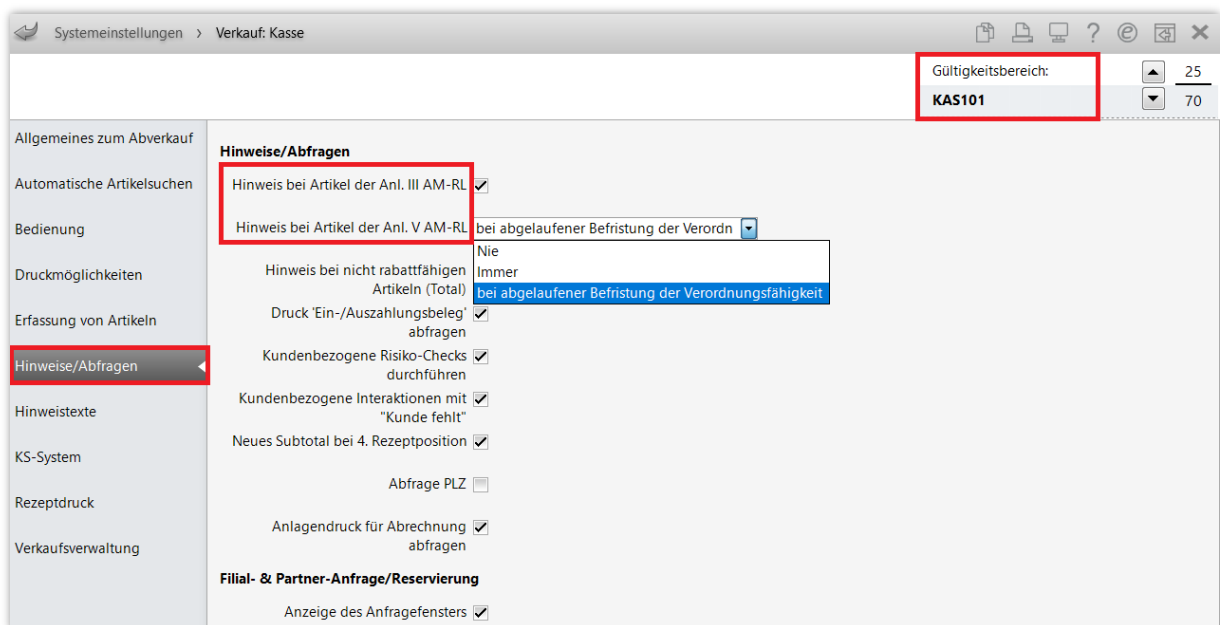 Systemeinstellungen › Verkauf: Kasse
Gültigkeitsbereich:
25
KAS101
70
Allgemeines zum Abverkauf
Automatische Artikelsuchen
Bedienung
Druckmöglichkeiten
Erfassung von Artikeln
Hinweise/Abfragen
Hinweistexte
KS-System
Rezeptdruck
Verkaufsverwaltung
Hinweise/Abfragen
Hinweis bei Artikel der Anl. III AM-RL
Hinweis bei Artikel der Anl. V AM-RL
bei abgelaufener Befristung der Verordn
Nie
Immer
bei abgelaufener Befristung der Verordnungsfähigkeit
Hinweis bei nicht rabattfähigen
Artikeln (Total)
Druck 'Ein-/Auszahlungsbeleg'
abfragen
Kundenbezogene Risiko-Checks
durchführen
Kundenbezogene Interaktionen mit
"Kunde fehlt"
Neues Subtotal bei 4. Rezeptposition
Abfrage PLZ
Anlagendruck für Abrechnung
abfragen
Filial- & Partner-Anfrage/Reservierung
Anzeige des Anfragefensters